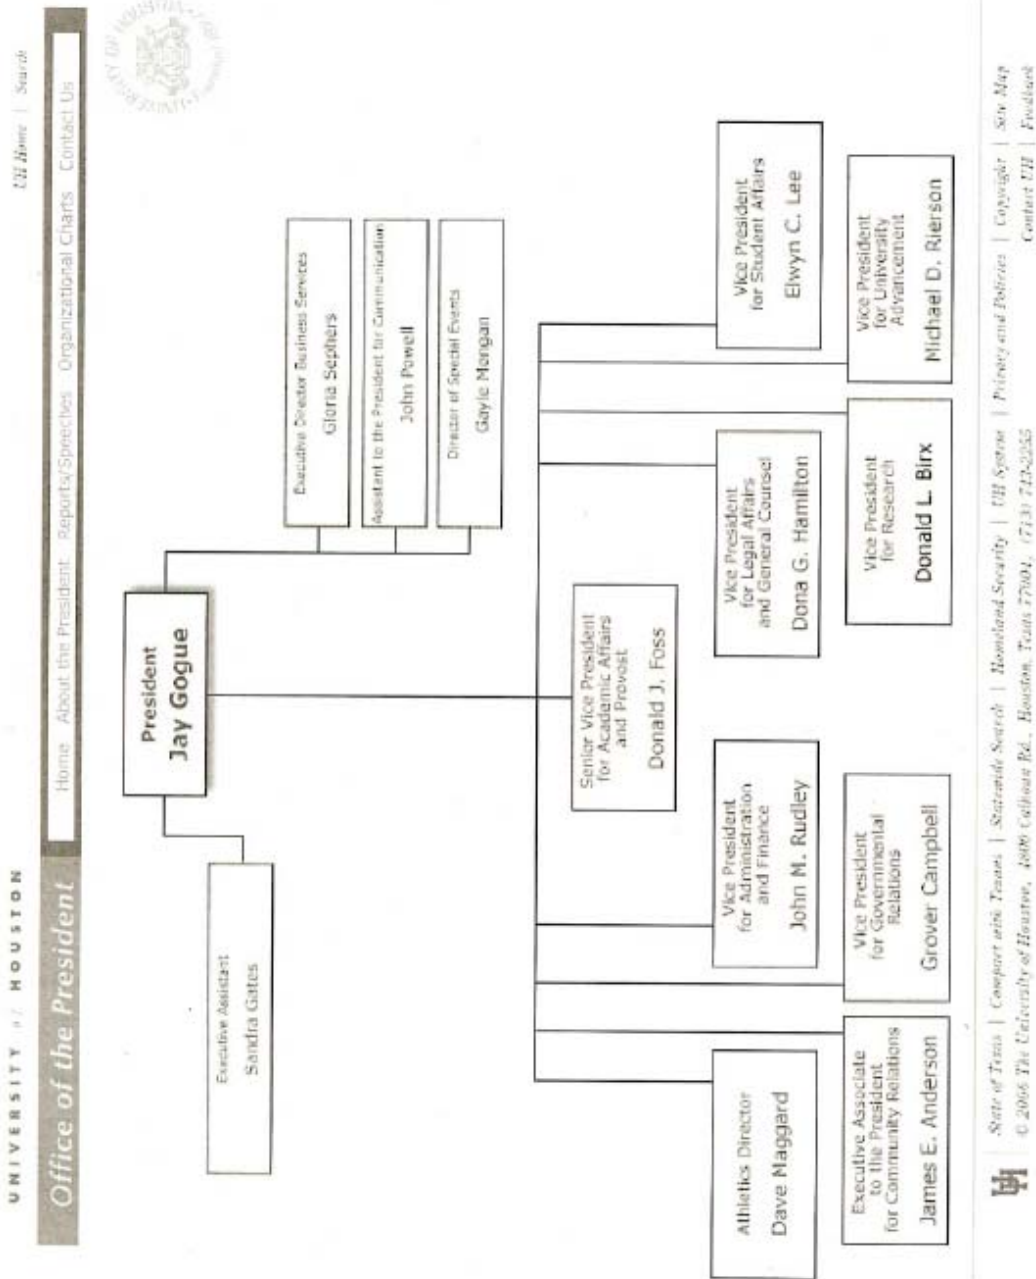 UH Home | Search
UNIVERSITY of HOUSTON
Office of the President
Home About the President Reports/Speeches Organizational Charts Contact Us
President
Jay Gogue
Executive Assistant
Sandra Gates
Executive Director Business Services
Gloria Sephers
Assistant to the President for Communication
John Powell
Director of Special Events
Gayle Mongan
Senior Vice President
for Academic Affairs
and Provost
Donald J. Foss
Athletics Director
Dave Maggard
Vice President
for Administration
and Finance
John M. Rudley
Vice President
for Legal Affairs
and General Counsel
Dona G. Hamilton
Vice President
for Student Affairs
Elwyn C. Lee
Executive Associate
to the President
for Community Relations
James E. Anderson
Vice President
for Governmental
Relations
Grover Campbell
Vice President
for Research
Donald L. Birx
Vice President
for University
Advancement
Michael D. Rierson
UH
State of Texas | Compact with Texans | Statewide Search | Homeland Security | UH System | Privacy and Policies | Copyright | Site Map
© 2006 The University of Houston, 4800 Calhoun Rd., Houston, Texas 77004, (713) 743-2255 Contact UH | Feedback